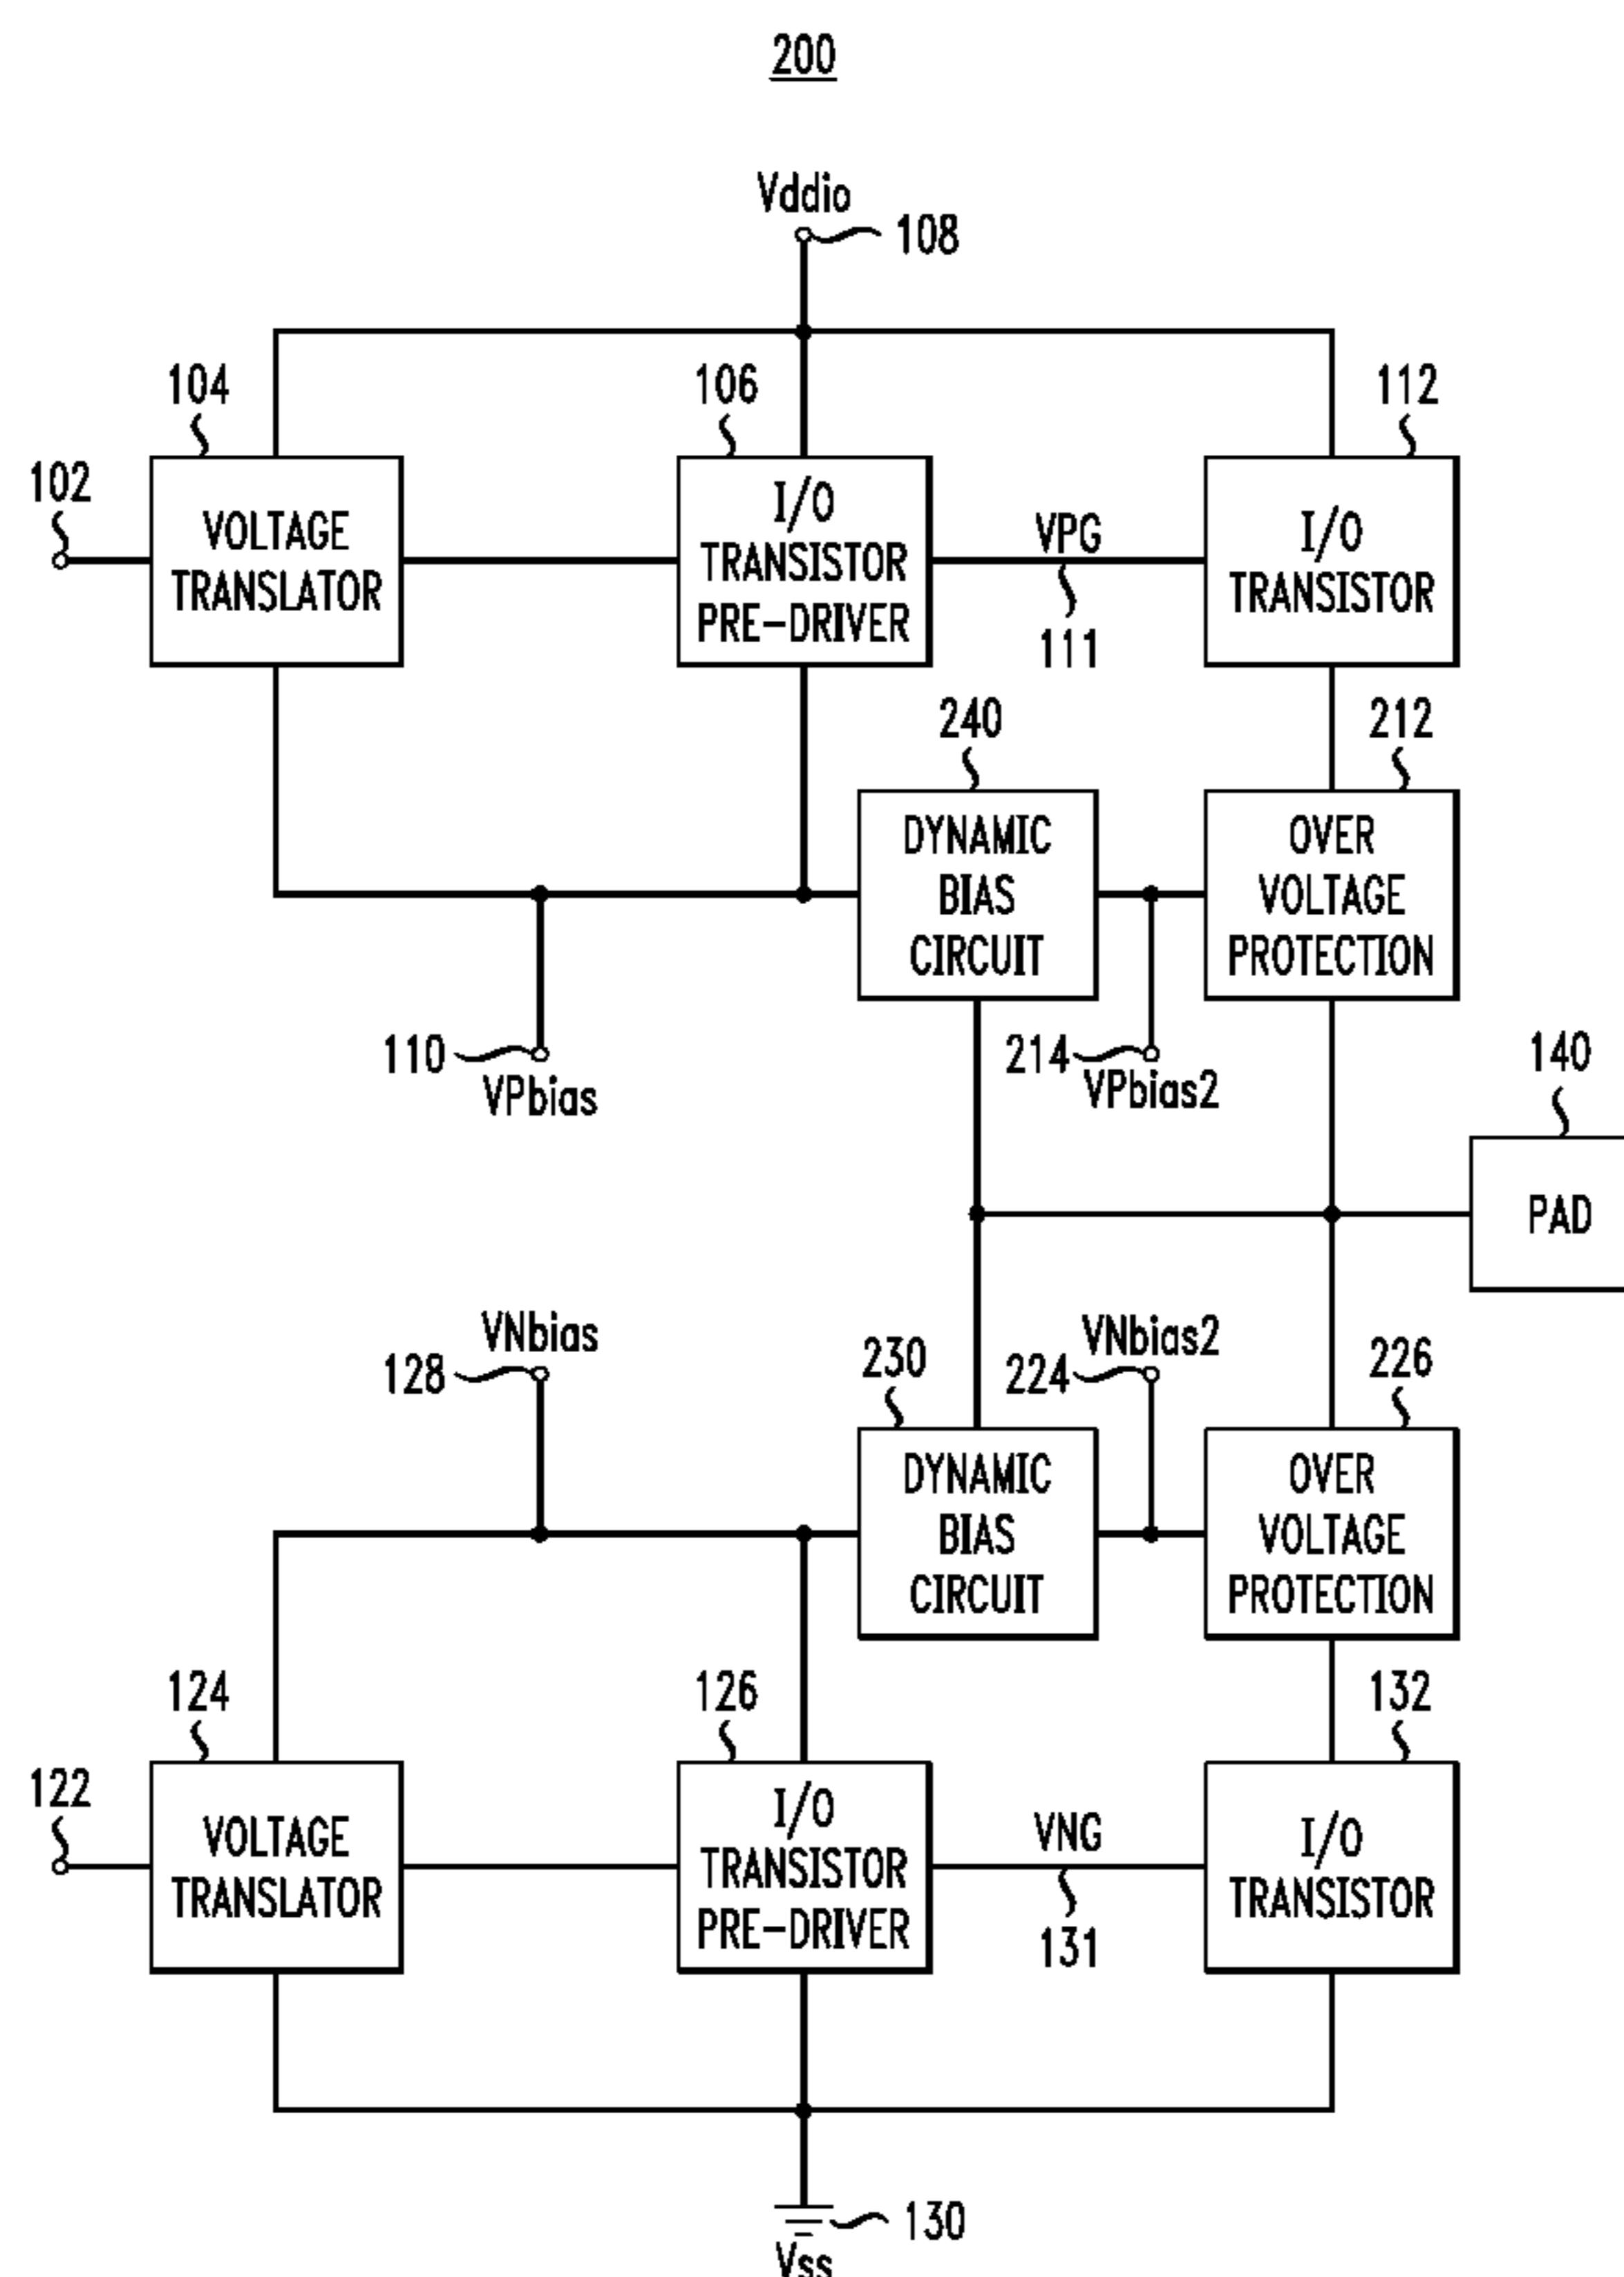 200
Vddio
108
104
106
112
102
VOLTAGE
TRANSLATOR
I/O
TRANSISTOR
PRE-DRIVER
VPG
111
I/O
TRANSISTOR
240
212
DYNAMIC
BIAS
CIRCUIT
OVER
VOLTAGE
PROTECTION
110
VPbias
214
VPbias2
140
PAD
VNbias
128
230
VNbias2
224
226
DYNAMIC
BIAS
CIRCUIT
OVER
VOLTAGE
PROTECTION
124
126
132
122
VOLTAGE
TRANSLATOR
I/O
TRANSISTOR
PRE-DRIVER
VNG
131
I/O
TRANSISTOR
130
Vss